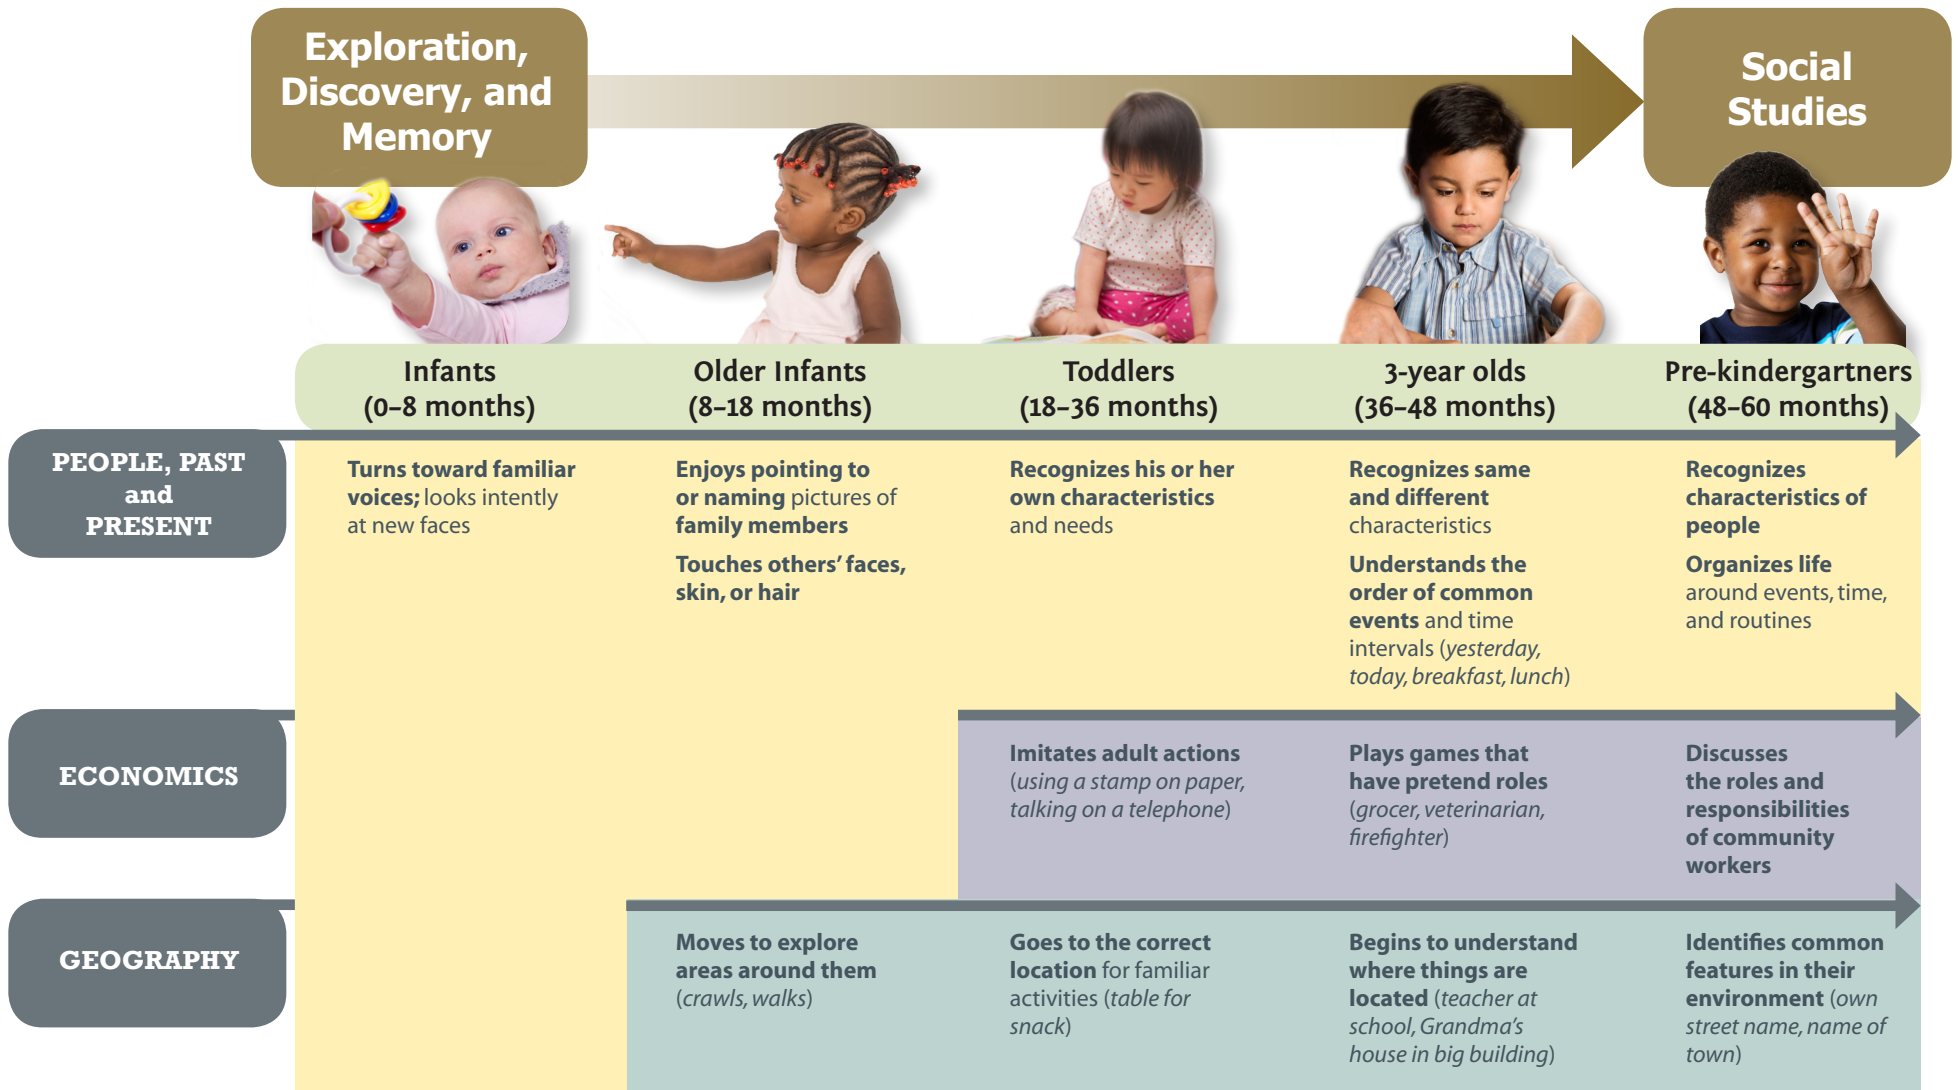 Exploration,
Discovery, and
Memory
Social
Studies
Infants
(0–8 months)
Older Infants
(8–18 months)
Toddlers
(18–36 months)
3-year olds
(36–48 months)
Pre-kindergartners
(48–60 months)
PEOPLE, PAST
and
PRESENT
Turns toward familiar
voices; looks intently
at new faces
Enjoys pointing to
or naming pictures of
family members
Touches others’ faces,
skin, or hair
Recognizes his or her
own characteristics
and needs
Recognizes same
and different
characteristics
Understands the
order of common
events and time
intervals (yesterday,
today, breakfast, lunch)
Recognizes
characteristics of
people
Organizes life
around events, time,
and routines
ECONOMICS
Imitates adult actions
(using a stamp on paper,
talking on a telephone)
Plays games that
have pretend roles
(grocer, veterinarian,
firefighter)
Discusses
the roles and
responsibilities
of community
workers
GEOGRAPHY
Moves to explore
areas around them
(crawls, walks)
Goes to the correct
location for familiar
activities (table for
snack)
Begins to understand
where things are
located (teacher at
school, Grandma’s
house in big building)
Identifies common
features in their
environment (own
street name, name of
town)